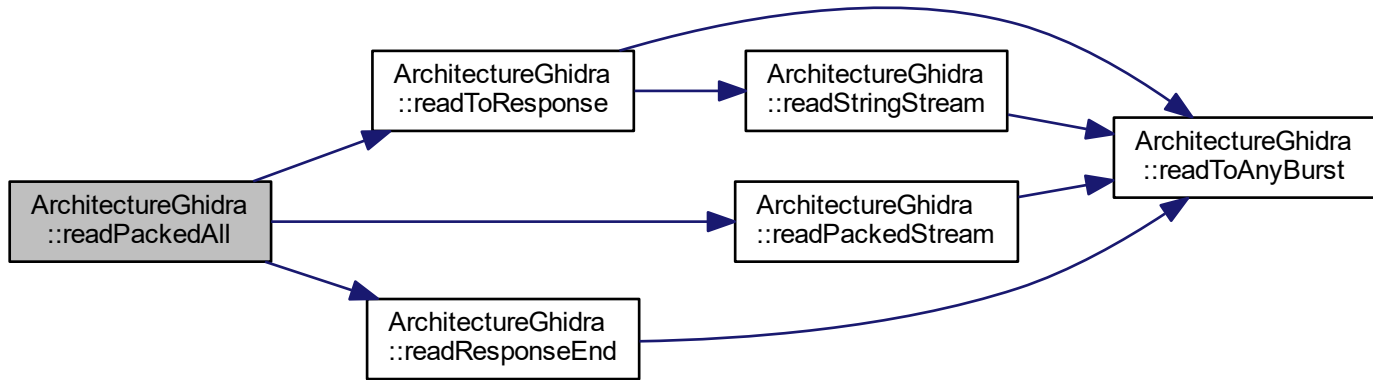 ArchitectureGhidra
::readPackedAll
ArchitectureGhidra
::readToResponse
ArchitectureGhidra
::readStringStream
ArchitectureGhidra
::readToAnyBurst
ArchitectureGhidra
::readPackedStream
ArchitectureGhidra
::readResponseEnd